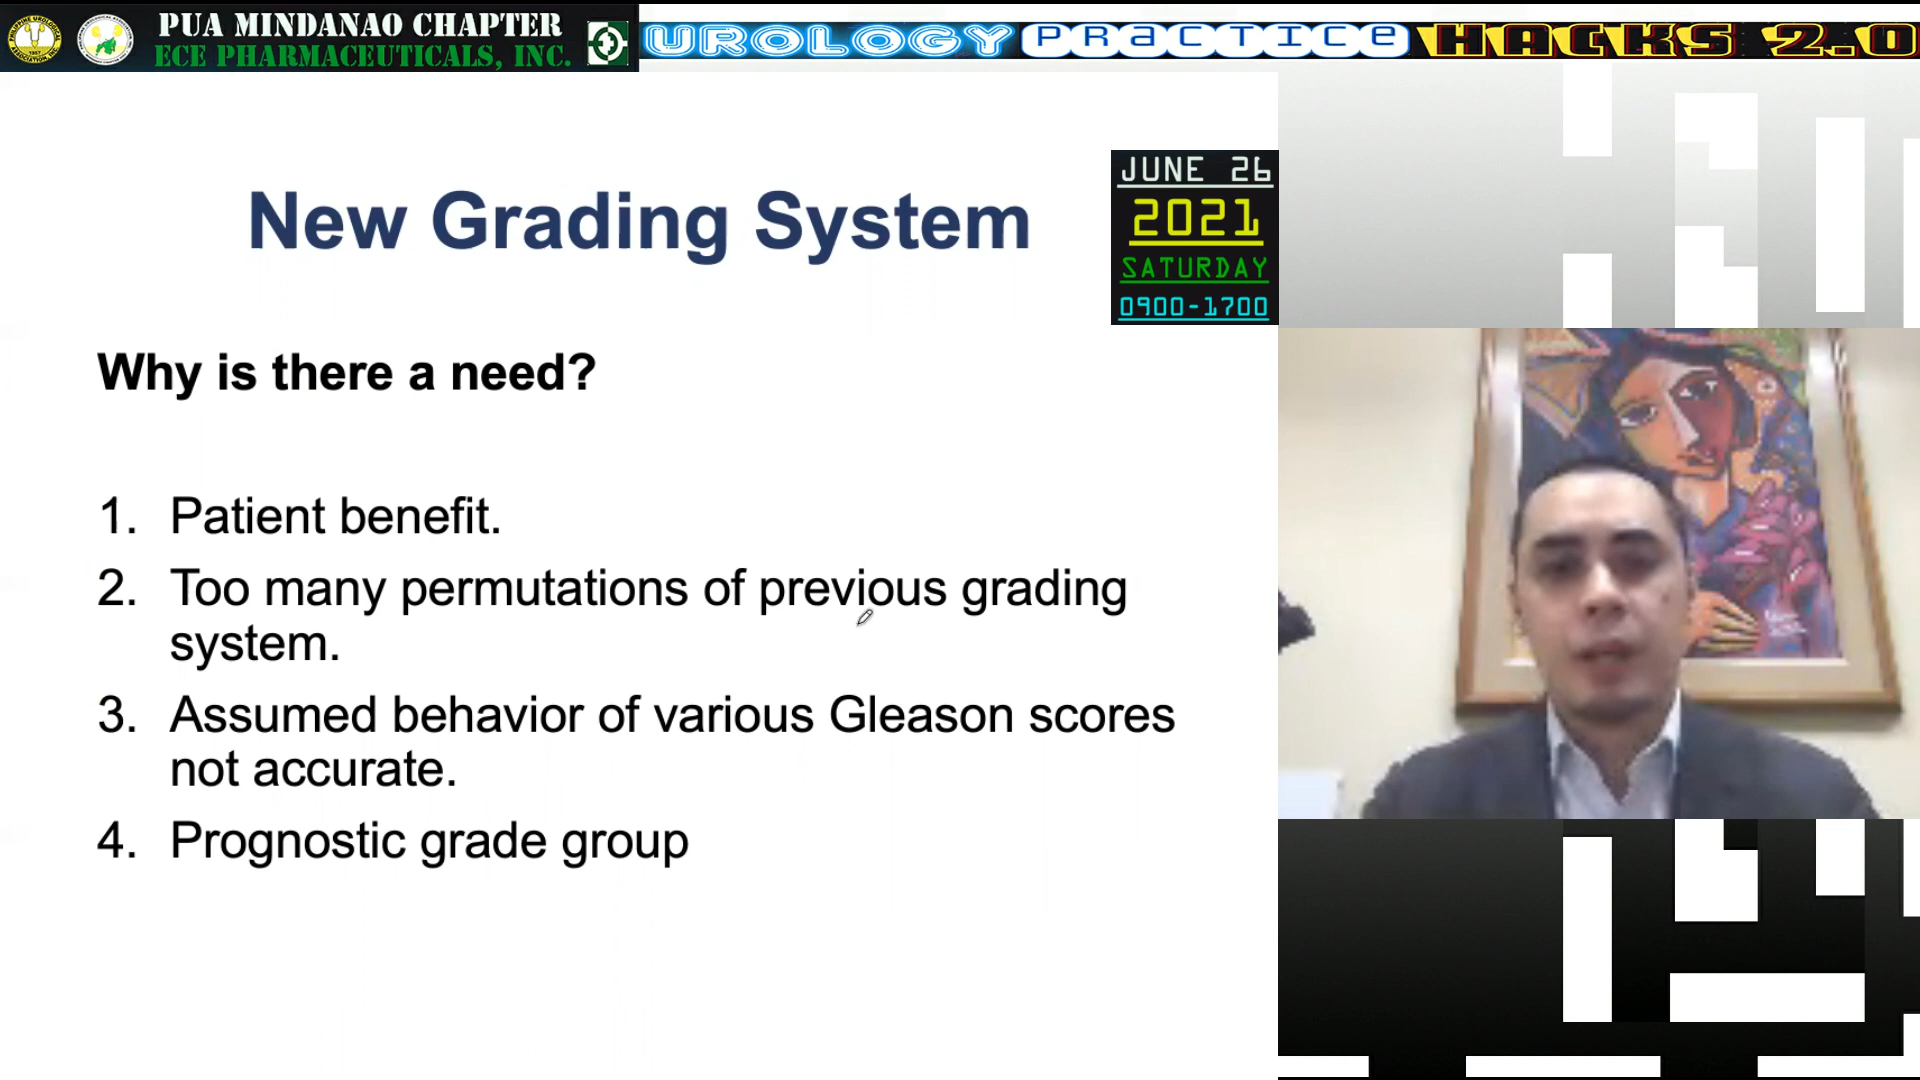 PUA MINDANAO CHAPTER
ECE PHARMACEUTICALS, INC.
UROLOGY PRACTICE HACKS 2.0
JUNE 26
2021
SATURDAY
0900-1700
New Grading System
Why is there a need?
1. Patient benefit.
2. Too many permutations of previous grading
system.
3. Assumed behavior of various Gleason scores
not accurate.
4. Prognostic grade group